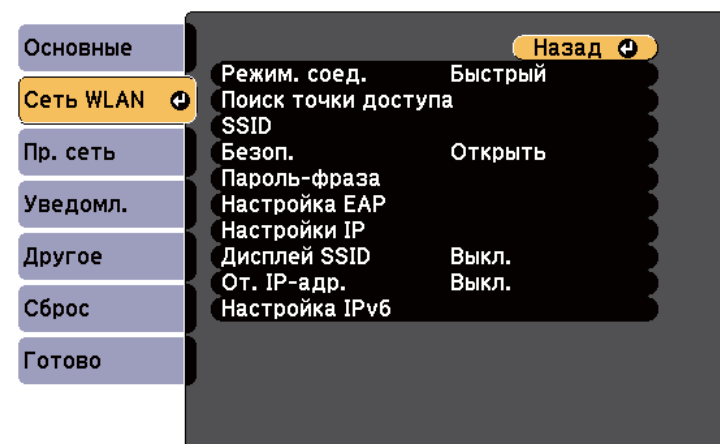 Основные
Сеть WLAN
Пр. сеть
Уведомл.
Другое
Сброс
Готово
Назад
Режим. соед. Быстрый
Поиск точки доступа
SSID
Безоп. Открыть
Пароль-фраза
Настройка EAP
Настройки IP
Дисплей SSID Выкл.
От. IP-адр. Выкл.
Настройка IPv6